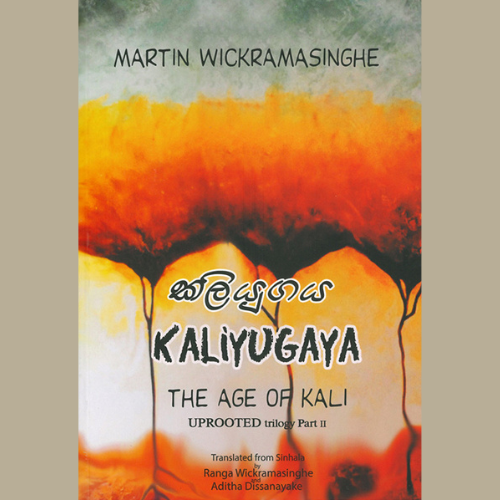 MARTIN WICKRAMASINGHE
කලියුගය
KALiYUGAYA
THE AGE OF KALI
UPROOTED trilogy Part II
Translated from Sinhala
by
Ranga Wickramasinghe
and
Aditha Dissanayake